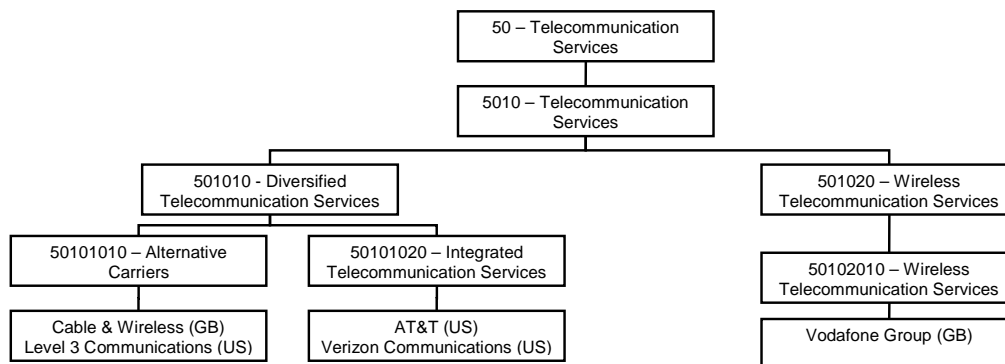 50 – Telecommunication
Services
5010 – Telecommunication
Services
501010 - Diversified
Telecommunication Services
501020 – Wireless
Telecommunication Services
50101010 – Alternative
Carriers
50101020 – Integrated
Telecommunication Services
50102010 – Wireless
Telecommunication Services
Cable & Wireless (GB)
Level 3 Communications (US)
AT&T (US)
Verizon Communications (US)
Vodafone Group (GB)